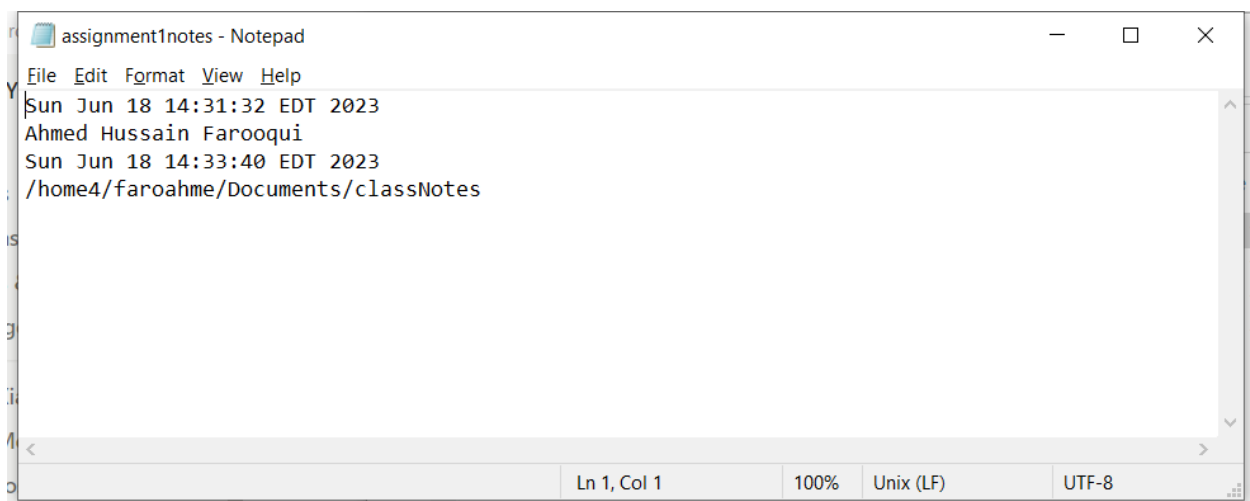 assignment1notes - Notepad
File Edit Format View Help
Sun Jun 18 14:31:32 EDT 2023
Ahmed Hussain Farooqui
Sun Jun 18 14:33:40 EDT 2023
/home4/faroahme/Documents/classNotes
Ln 1, Col 1 100% Unix (LF) UTF-8